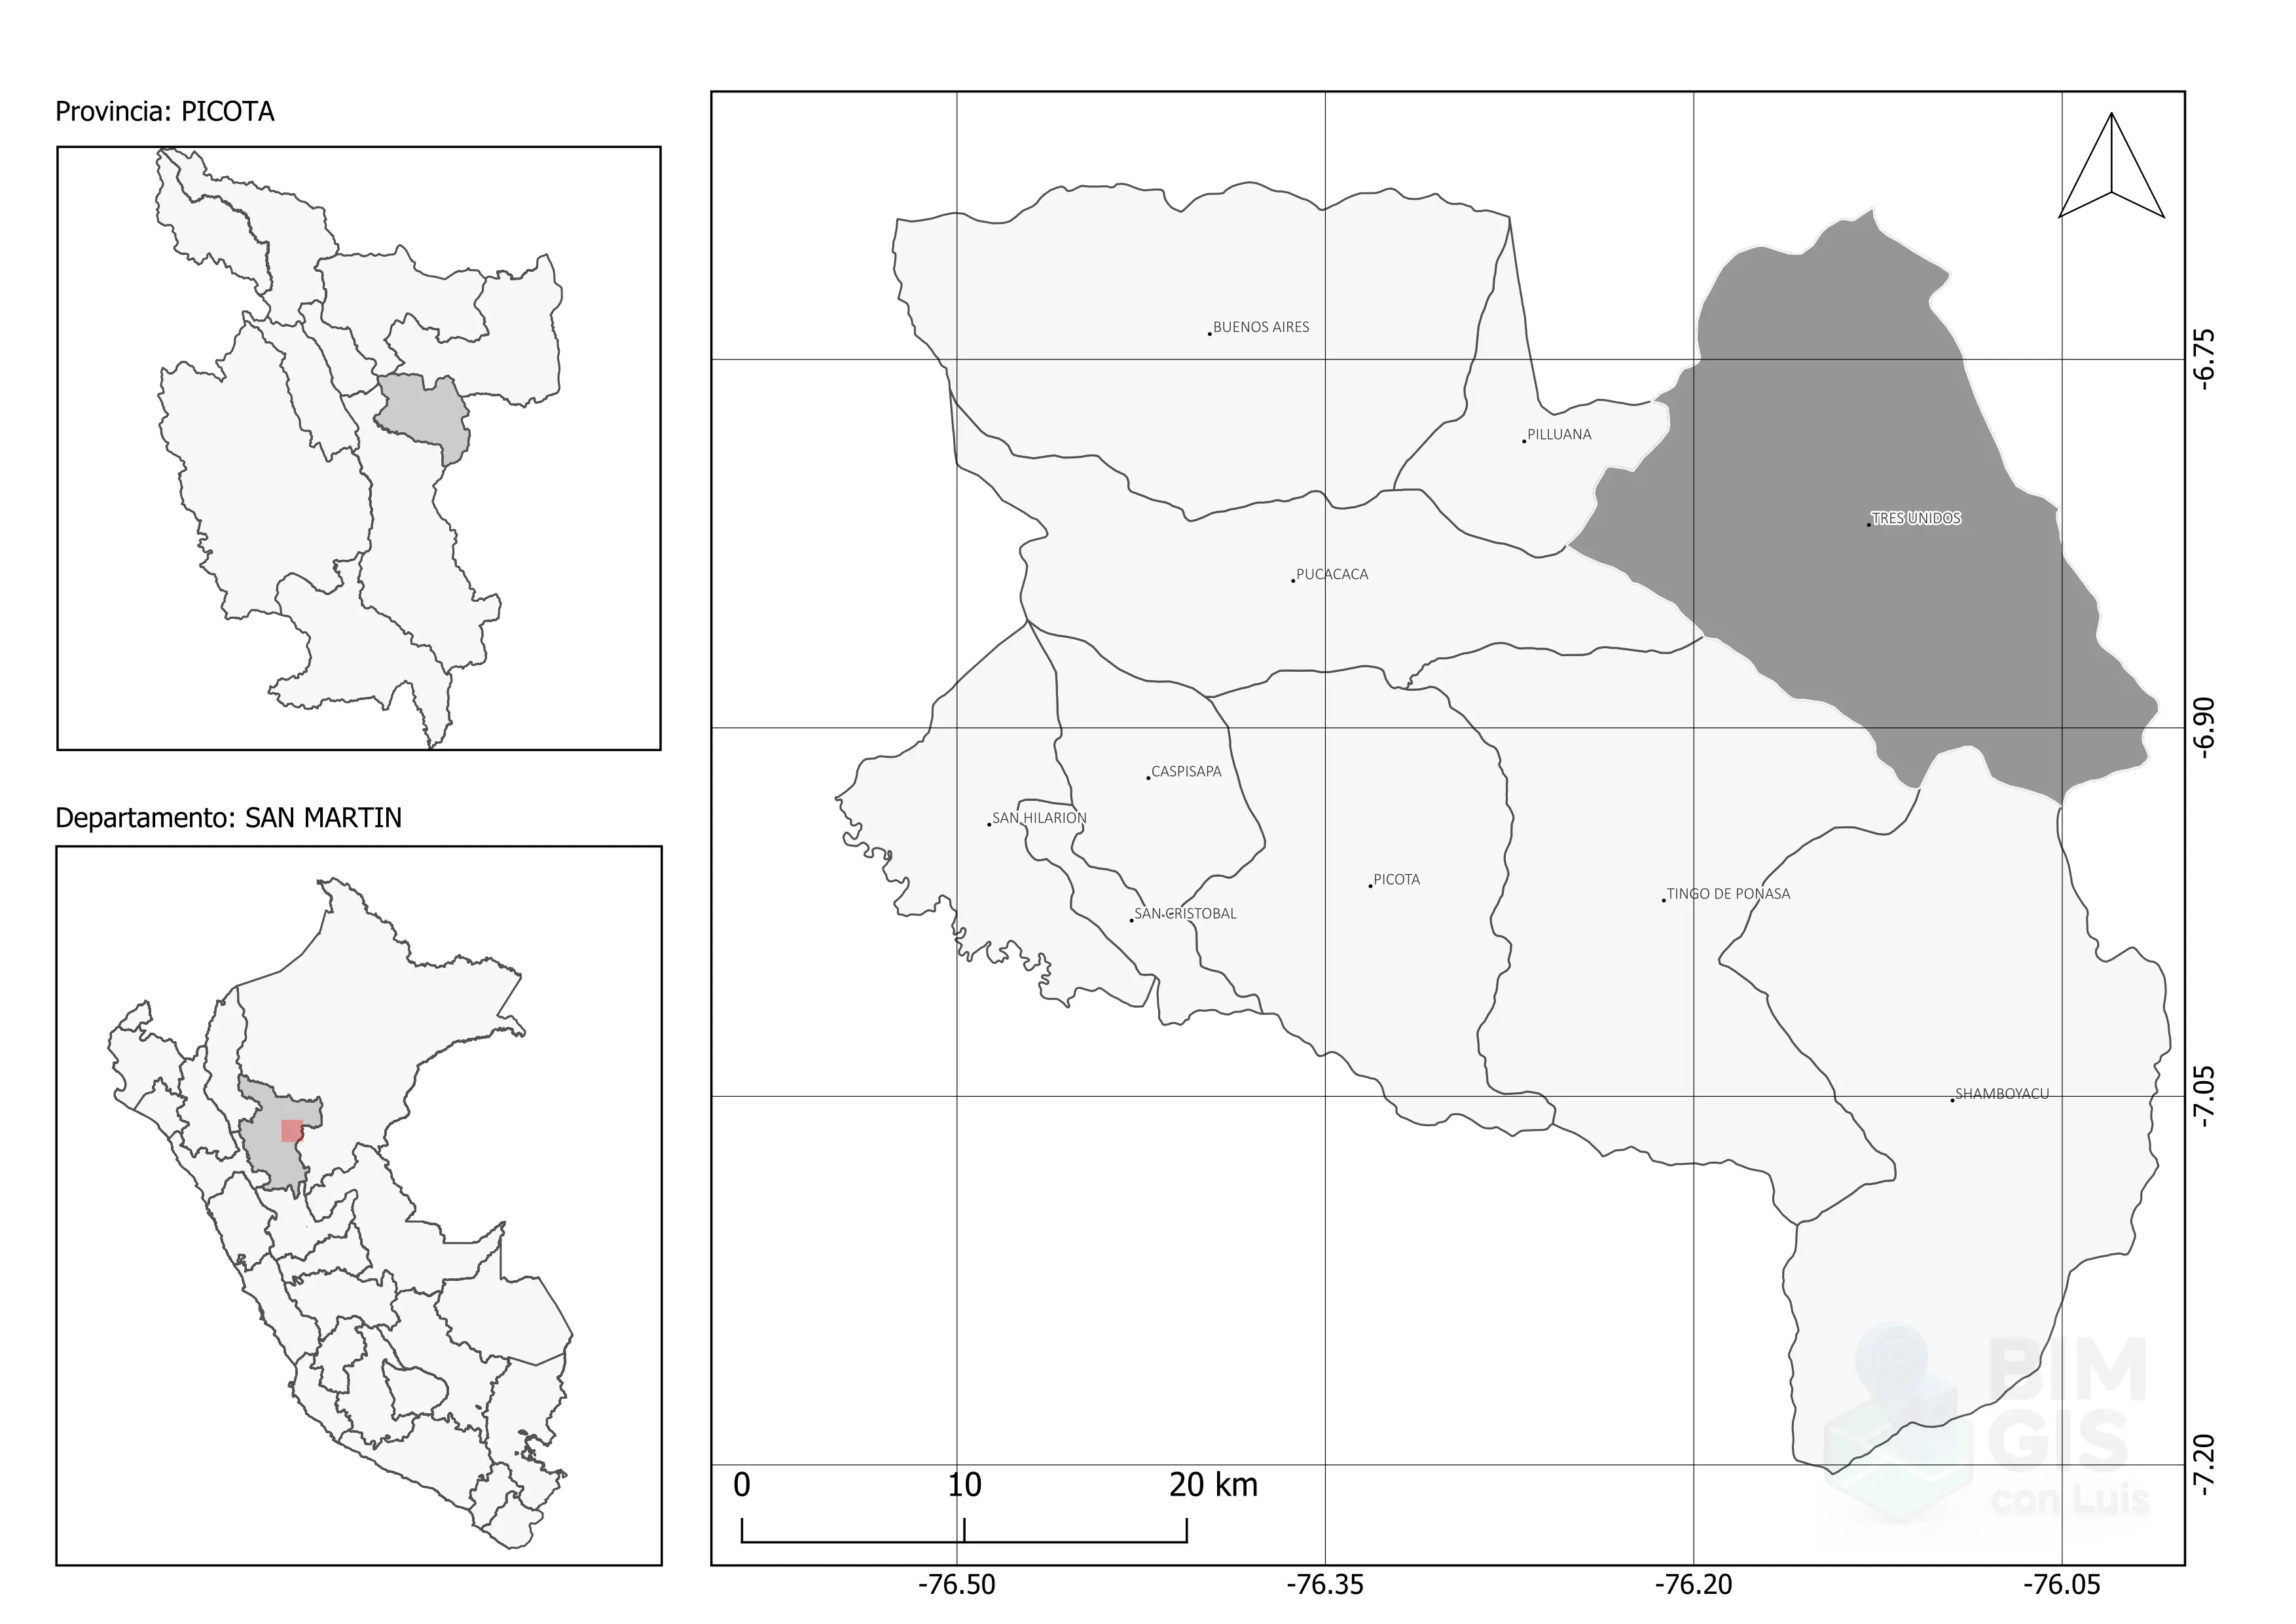 Provincia: PICOTA
Departamento: SAN MARTIN
BUENOS AIRES
PILLUANA
TRES UNIDOS
PUCACACA
CASPISAPA
SAN HILARION
PICOTA
TINGO DE PONASA
SAN CRISTOBAL
SHAMBOYACU
-6.75
-6.90
-7.05
-7.20
0 10 20 km
-76.50 -76.35 -76.20 -76.05
BIM
GIS
con Luis